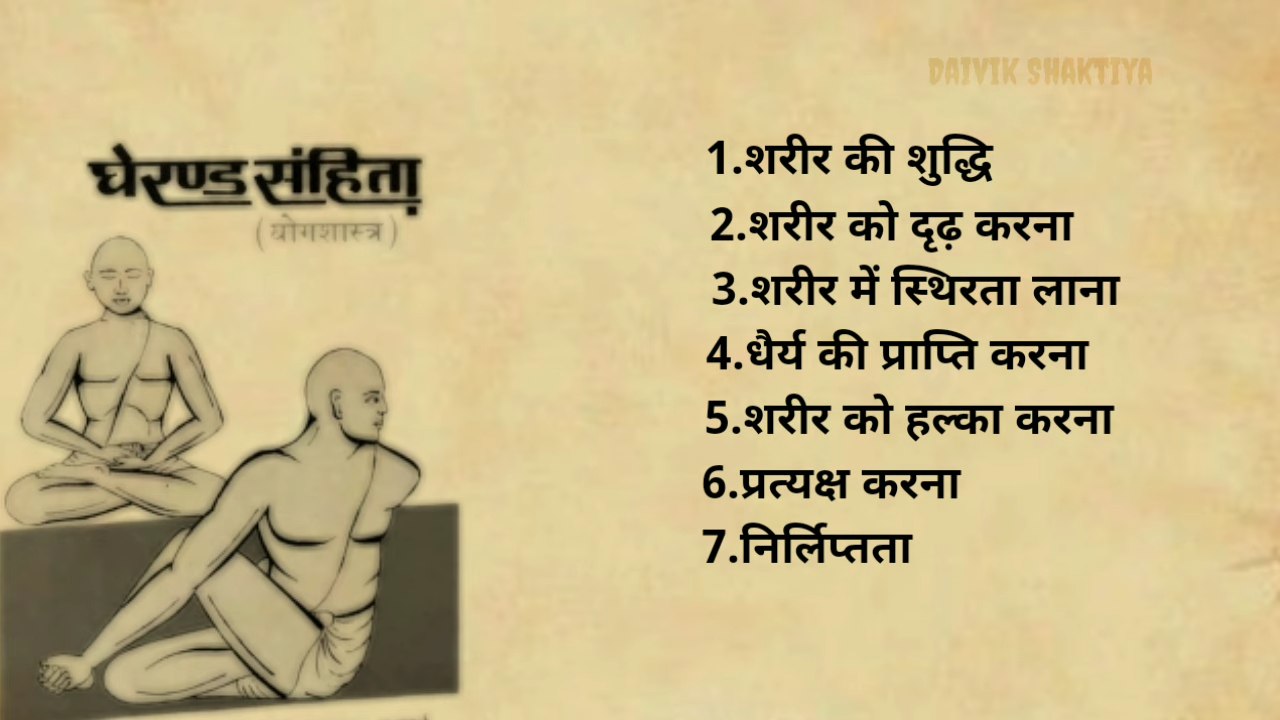 DAIVIK SHAKTIYA
घेरण्ड संहिता
(योगशास्त्र)
1.शरीर की शुद्धि
2.शरीर को दृढ़ करना
3.शरीर में स्थिरता लाना
4.धैर्य की प्राप्ति करना
5.शरीर को हल्का करना
6.प्रत्यक्ष करना
7.निर्लिप्तता